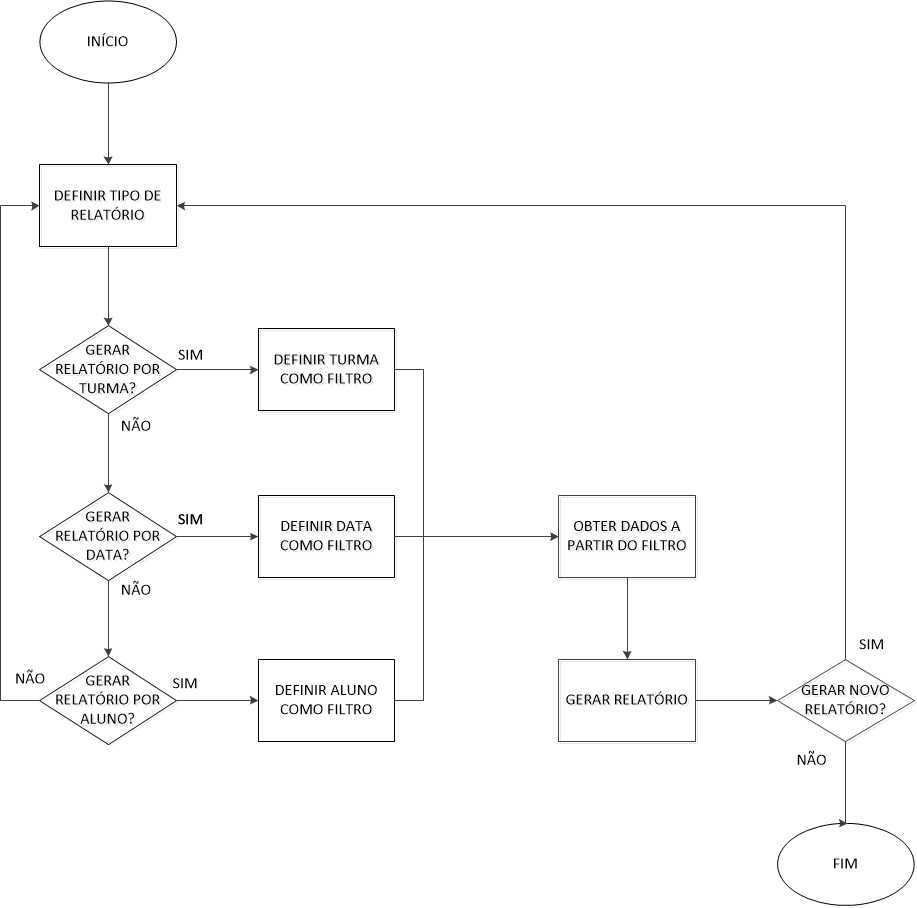 INÍCIO
DEFINIR TIPO DE
RELATÓRIO
GERAR
RELATÓRIO POR
TURMA?
SIM
DEFINIR TURMA
COMO FILTRO
NÃO
GERAR
RELATÓRIO POR
DATA?
SIM
DEFINIR DATA
COMO FILTRO
OBTER DADOS A
PARTIR DO FILTRO
NÃO
NÃO
GERAR
RELATÓRIO POR
ALUNO?
SIM
DEFINIR ALUNO
COMO FILTRO
GERAR RELATÓRIO
SIM
GERAR NOVO
RELATÓRIO?
NÃO
FIM